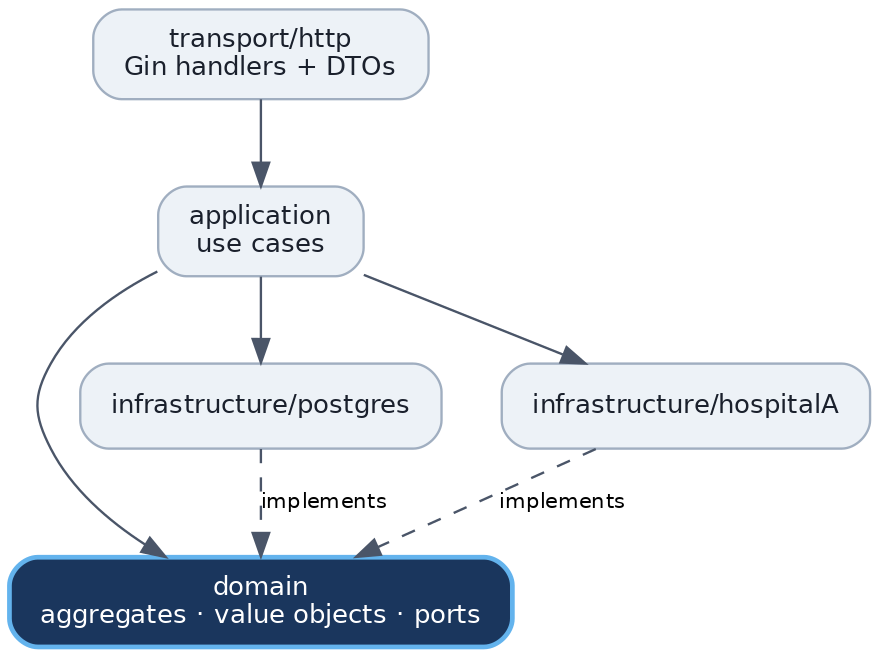 transport/http
Gin handlers + DTOs
application
use cases
infrastructure/postgres
infrastructure/hospitalA
implements
implements
domain
aggregates · value objects · ports